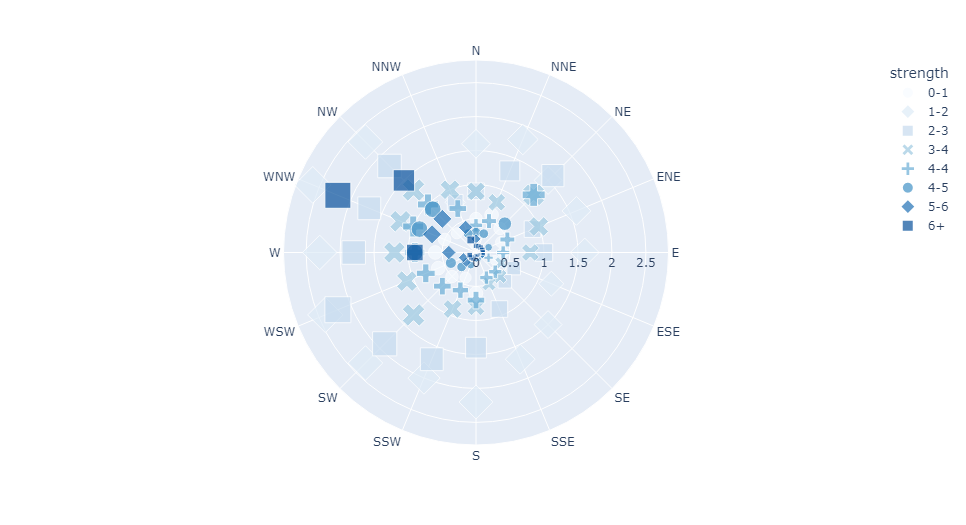 N
NNW
NNE
strength
0-1
NW
NE
1-2
2-3
3-4
4-4
WNW
ENE
4-5
5-6
6+
W
E
0 0.5 1 1.5 2 2.5
WSW
ESE
SW
SE
SSW
SSE
S